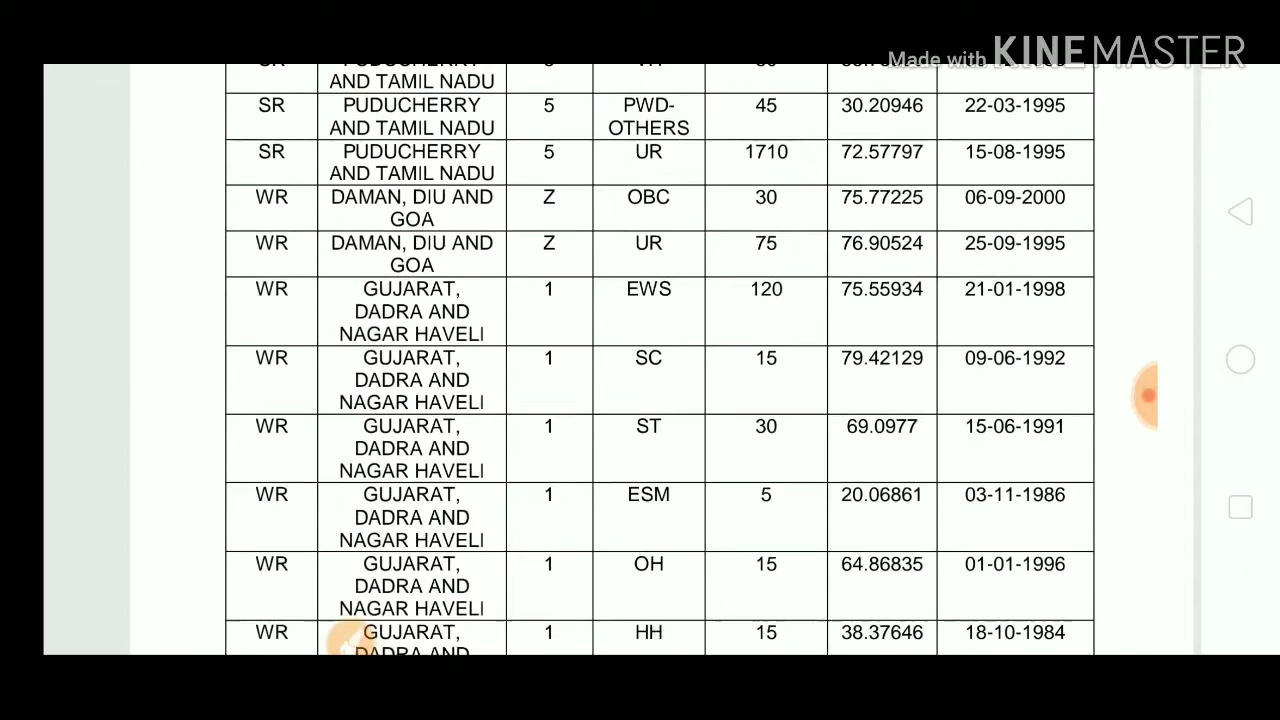 Made with KINEMASTER
AND TAMIL NADU
SR PUDUCHERRY 5 PWD- 45 30.20946 22-03-1995
AND TAMIL NADU OTHERS
SR PUDUCHERRY 5 UR 1710 72.57797 15-08-1995
AND TAMIL NADU
WR DAMAN, DIU AND Z OBC 30 75.77225 06-09-2000
GOA
WR DAMAN, DIU AND Z UR 75 76.90524 25-09-1995
GOA
WR GUJARAT, 1 EWS 120 75.55934 21-01-1998
DADRA AND
NAGAR HAVELI
WR GUJARAT, 1 SC 15 79.42129 09-06-1992
DADRA AND
NAGAR HAVELI
WR GUJARAT, 1 ST 30 69.0977 15-06-1991
DADRA AND
NAGAR HAVELI
WR GUJARAT, 1 ESM 5 20.06861 03-11-1986
DADRA AND
NAGAR HAVELI
WR GUJARAT, 1 OH 15 64.86835 01-01-1996
DADRA AND
NAGAR HAVELI
WR GUJARAT, 1 HH 15 38.37646 18-10-1984
DADRA AND